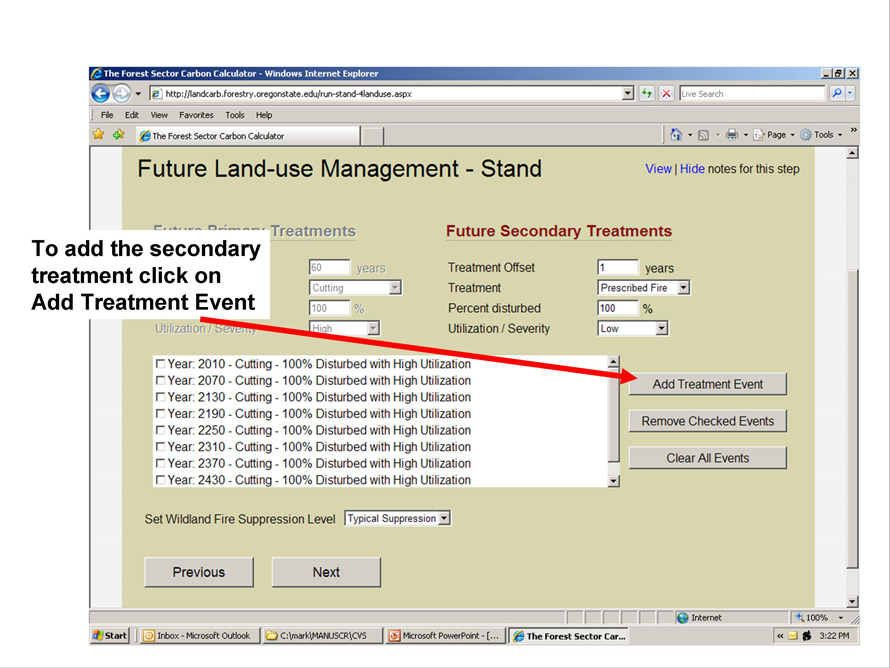 The Forest Sector Carbon Calculator - Windows Internet Explorer
http://landcarb.forestry.oregonstate.edu/run-stand-4landuse.aspx
Live Search
File Edit View Favorites Tools Help
The Forest Sector Carbon Calculator
Page Tools »
Future Land-use Management - Stand
View | Hide notes for this step
Future Primary Treatments
Future Secondary Treatments
To add the secondary
treatment click on
Add Treatment Event
60 years
Cutting
100 %
Utilization / Severity High
Treatment Offset 1 years
Treatment Prescribed Fire
Percent disturbed 100 %
Utilization / Severity Low
Year: 2010 - Cutting - 100% Disturbed with High Utilization
Year: 2070 - Cutting - 100% Disturbed with High Utilization
Year: 2130 - Cutting - 100% Disturbed with High Utilization
Year: 2190 - Cutting - 100% Disturbed with High Utilization
Year: 2250 - Cutting - 100% Disturbed with High Utilization
Year: 2310 - Cutting - 100% Disturbed with High Utilization
Year: 2370 - Cutting - 100% Disturbed with High Utilization
Year: 2430 - Cutting - 100% Disturbed with High Utilization
Add Treatment Event
Remove Checked Events
Clear All Events
Set Wildland Fire Suppression Level Typical Suppression
Previous Next
Internet 100%
Start Inbox - Microsoft Outlook C:\mark\MANUSCR\CVS Microsoft PowerPoint - [... The Forest Sector Car... « 3:22 PM